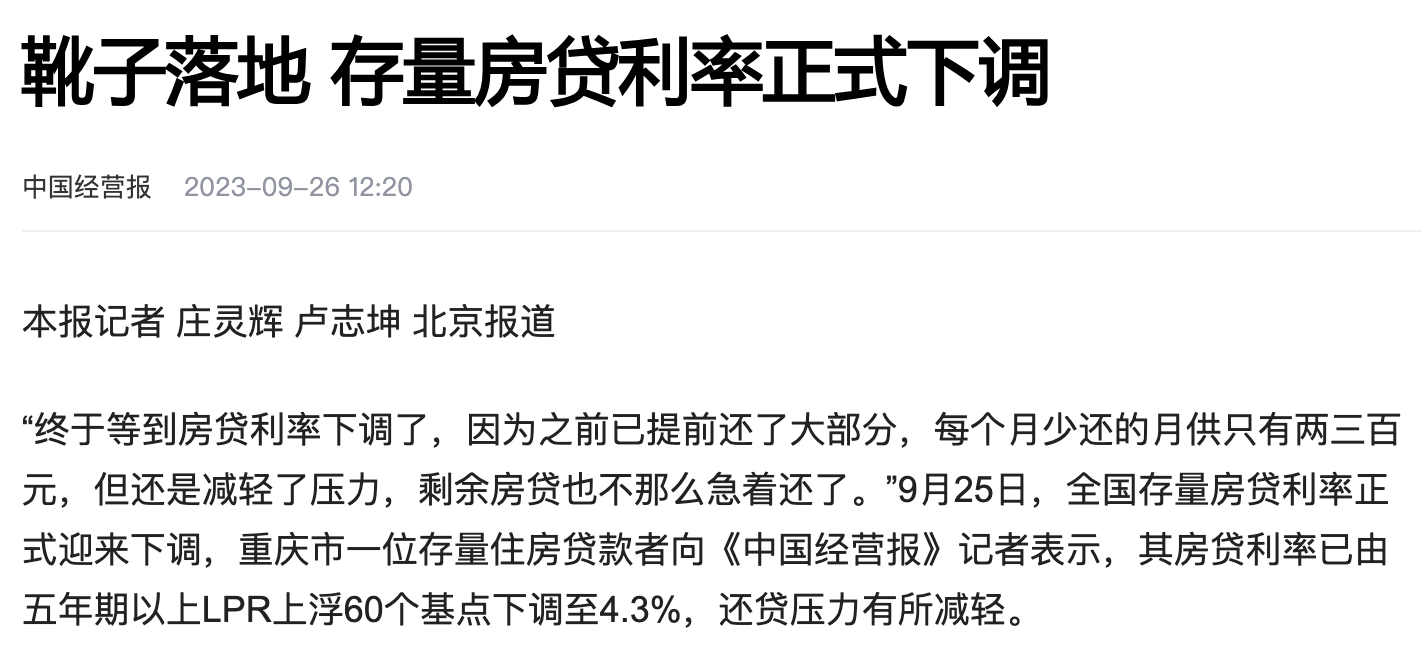 靴子落地 存量房贷利率正式下调
中国经营报 2023-09-26 12:20
本报记者 庄灵辉 卢志坤 北京报道
“终于等到房贷利率下调了，因为之前已提前还了大部分，每个月少还的月供只有两三百
元，但还是减轻了压力，剩余房贷也不那么急着还了。”9月25日，全国存量房贷利率正
式迎来下调，重庆市一位存量住房贷款者向《中国经营报》记者表示，其房贷利率已由
五年期以上LPR上浮60个基点下调至4.3%，还贷压力有所减轻。